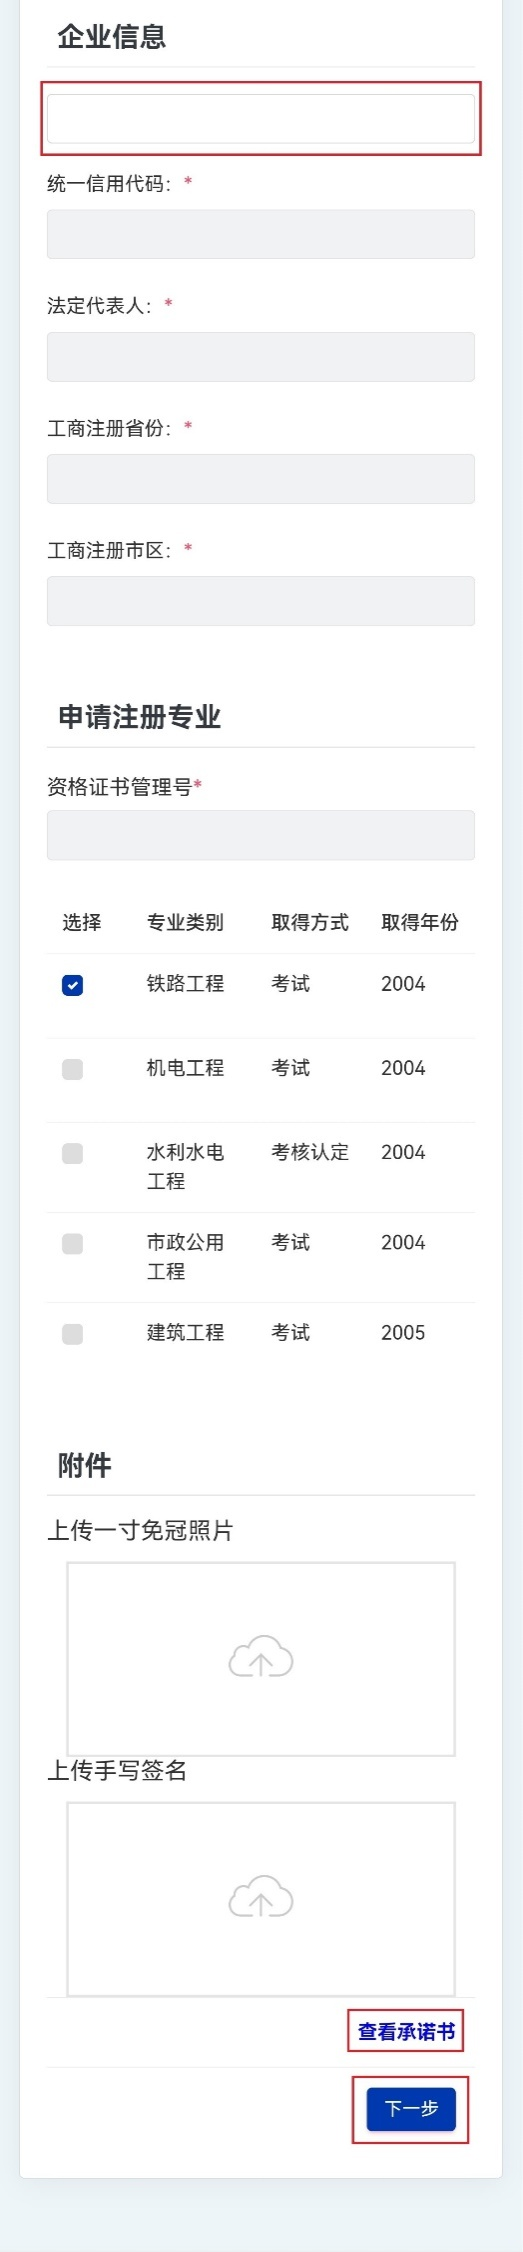 企业信息
统一信用代码: *
法定代表人: *
工商注册省份: *
工商注册市区: *
申请注册专业
资格证书管理号*
选择 专业类别 取得方式 取得年份
铁路工程 考试 2004
机电工程 考试 2004
水利水电 考核认定 2004
工程
市政公用 考试 2004
工程
建筑工程 考试 2005
附件
上传一寸免冠照片
上传手写签名
查看承诺书
下一步